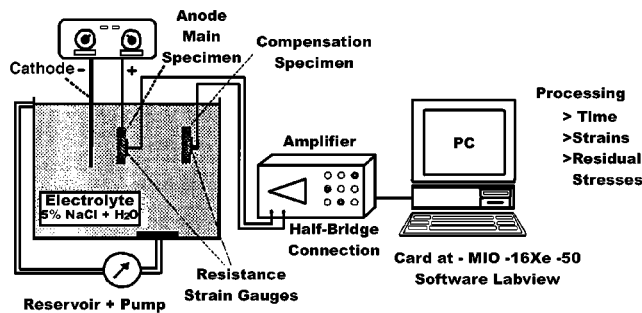 Anode
Main
Specimen
Compensation
Specimen
Cathode
-
+
Amplifier
PC
Processing
> Time
>Strains
>Residual
Stresses
Electrolyte
5% NaCl + H2O
Half-Bridge
Connection
Resistance
Strain Gauges
Reservoir + Pump
Card at - MIO -16Xe -50
Software Labview